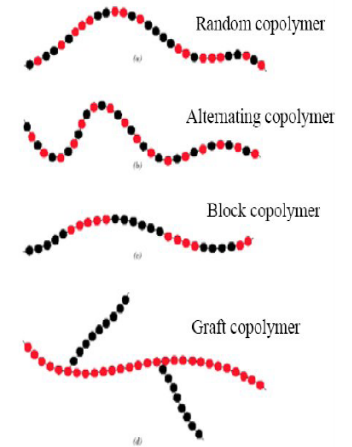 Random copolymer
(a)
Alternating copolymer
(b)
Block copolymer
(c)
Graft copolymer
(d)